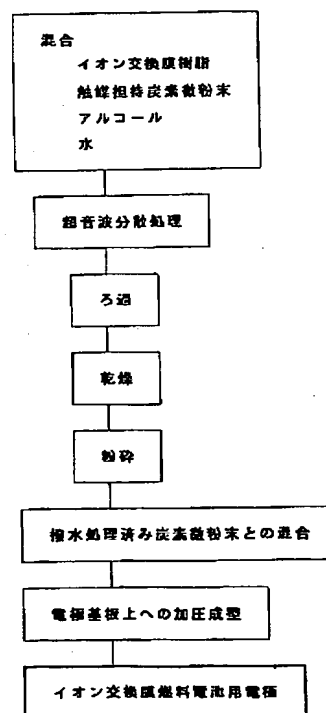 混合
イオン交換膜樹脂
触媒担持炭素微粉末
アルコール
水
超音波分散処理
ろ過
乾燥
粉砕
撥水処理済み炭素微粉末との混合
電極基板上への加圧成型
イオン交換膜燃料電池用電極